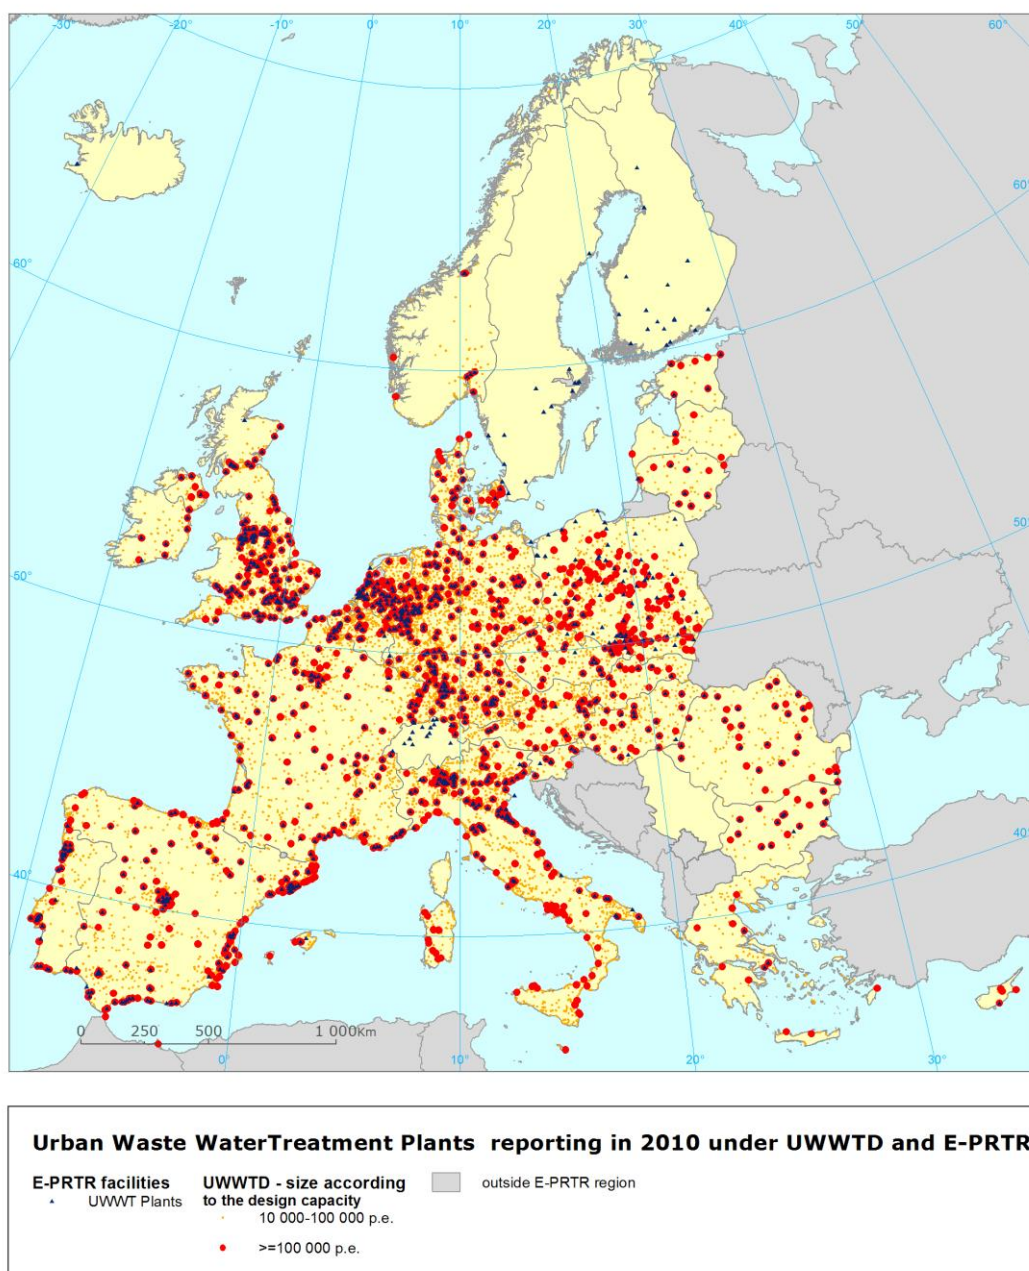 -30° -20° -10° 0° 10° 20° 30° 40° 50° 60°
60° 60°
50° 50°
40° 40°
0 250 500 1 000Km
0° 10° 20° 30°
Urban Waste WaterTreatment Plants reporting in 2010 under UWWTD and E-PRTR
E-PRTR facilities UWWTD - size according outside E-PRTR region
UWWT Plants to the design capacity
10 000-100 000 p.e.
>=100 000 p.e.